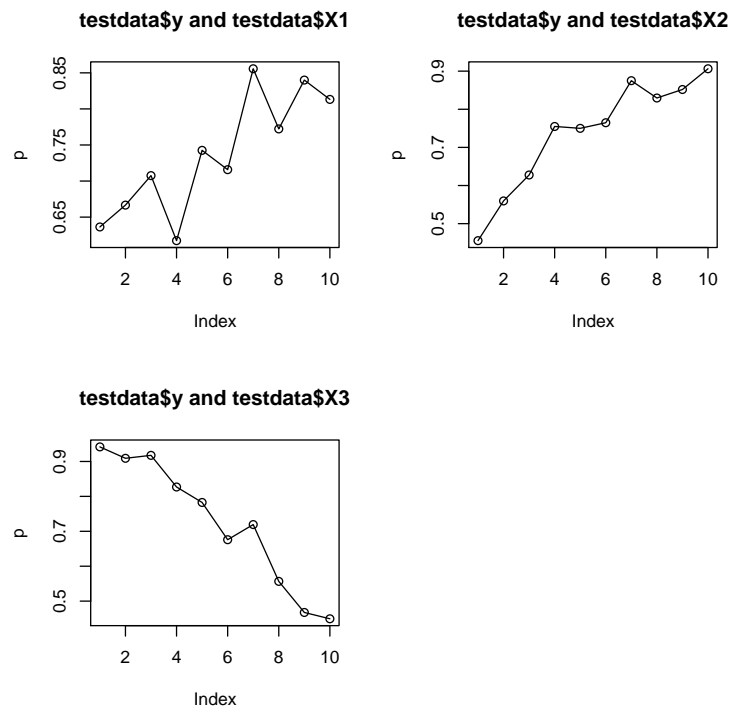 testdata$y and testdata$X1
p
0.65 0.75 0.85
2 4 6 8 10
Index
testdata$y and testdata$X2
p
0.5 0.7 0.9
2 4 6 8 10
Index
testdata$y and testdata$X3
p
0.5 0.7 0.9
2 4 6 8 10
Index